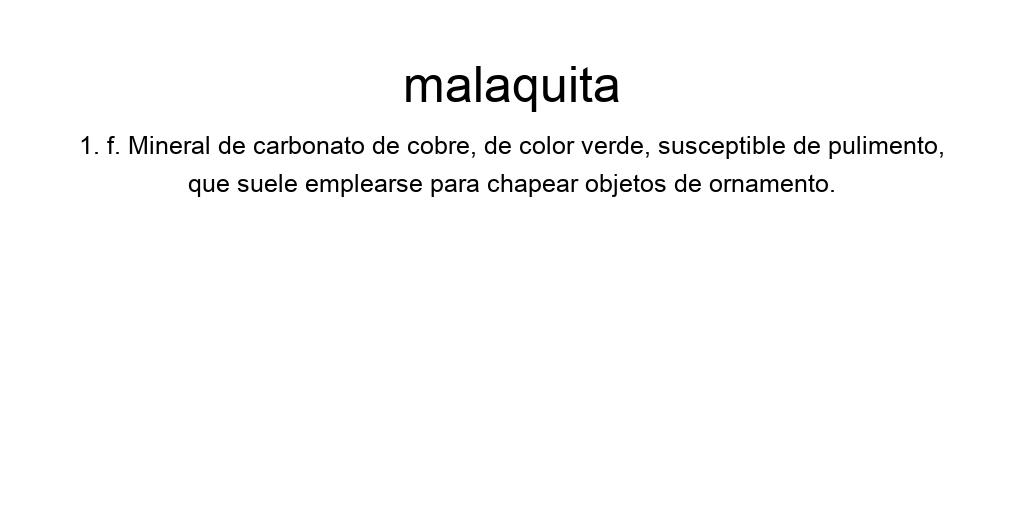 malaquita
1. f. Mineral de carbonato de cobre, de color verde, susceptible de pulimento,
que suele emplearse para chapear objetos de ornamento.